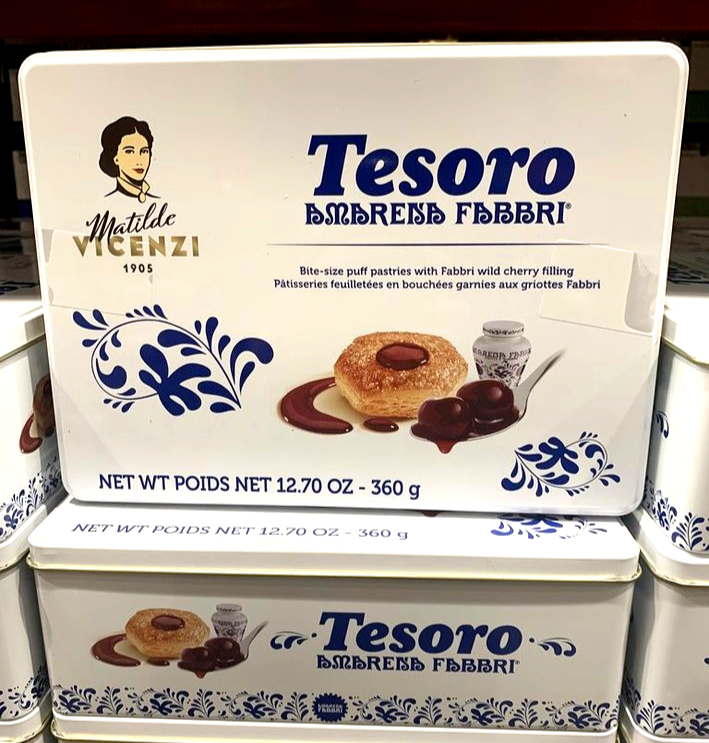 Matilde
VICENZI
1905
Tesoro
AMARENA FABBRI®
Bite-size puff pastries with Fabbri wild cherry filling
Pâtisseries feuilletées en bouchées garnies aux griottes Fabbri
NET WT POIDS NET 12.70 OZ - 360 g
NET WT POIDS NET 12.70 OZ - 360 g
Tesoro
AMARENA FABBRI®
AMARENA
FABBRI